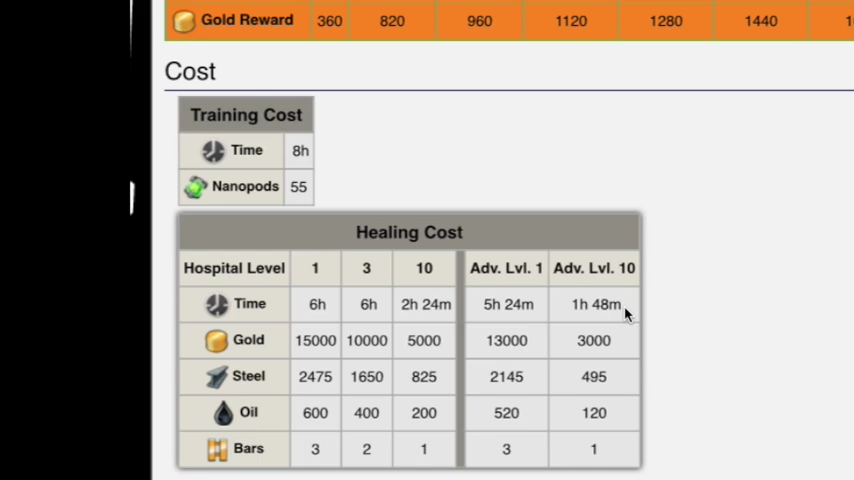 Gold Reward 360 820 960 1120 1280 1440
Cost
Training Cost
Time 8h
Nanopods 55
Healing Cost
Hospital Level 1 3 10 Adv. Lvl. 1 Adv. Lvl. 10
Time 6h 6h 2h 24m 5h 24m 1h 48m
Gold 15000 10000 5000 13000 3000
Steel 2475 1650 825 2145 495
Oil 600 400 200 520 120
Bars 3 2 1 3 1